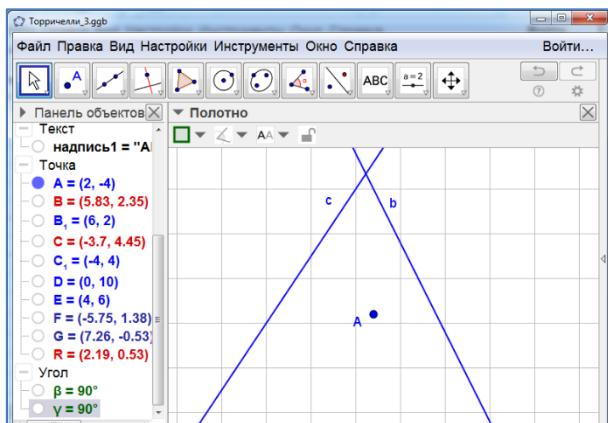 Торричелли_3.ggb
Файл Правка Вид Настройки Инструменты Окно Справка Войти...
A ABC a=2
Панель объектов Полотно
Текст AA
надпись1 = "A
Точка
A = (2, -4)
B = (5.83, 2.35)
B₁ = (6, 2)
C = (-3.7, 4.45)
C₁ = (-4, 4)
D = (0, 10)
E = (4, 6)
F = (-5.75, 1.38)
G = (7.26, -0.53)
R = (2.19, 0.53)
Угол
β = 90°
γ = 90°
c b
A